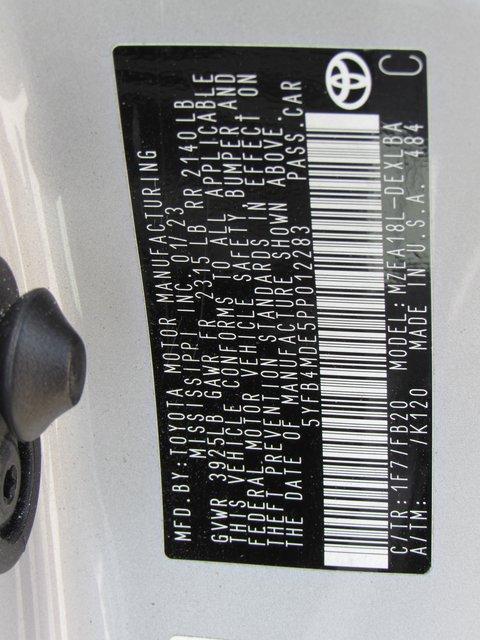 MFD. BY: TOYOTA MOTOR MANUFACTURING
MISSISSIPPI, INC. 01/23
GVWR 3925LB GAWR FR 2315 LB RR 2140 LB
THIS VEHICLE CONFORMS TO ALL APPLICABLE
FEDERAL MOTOR VEHICLE SAFETY, BUMPER AND
THEFT PREVENTION STANDARDS IN EFFECT ON
THE DATE OF MANUFACTURE SHOWN ABOVE.
5YFB4MDE5PP012283 PASS. CAR
C/TR: 1F7/FB20 MODEL: MZEA18L-DEXLBA C
A/TM: /K120 MADE IN U.S.A. 484